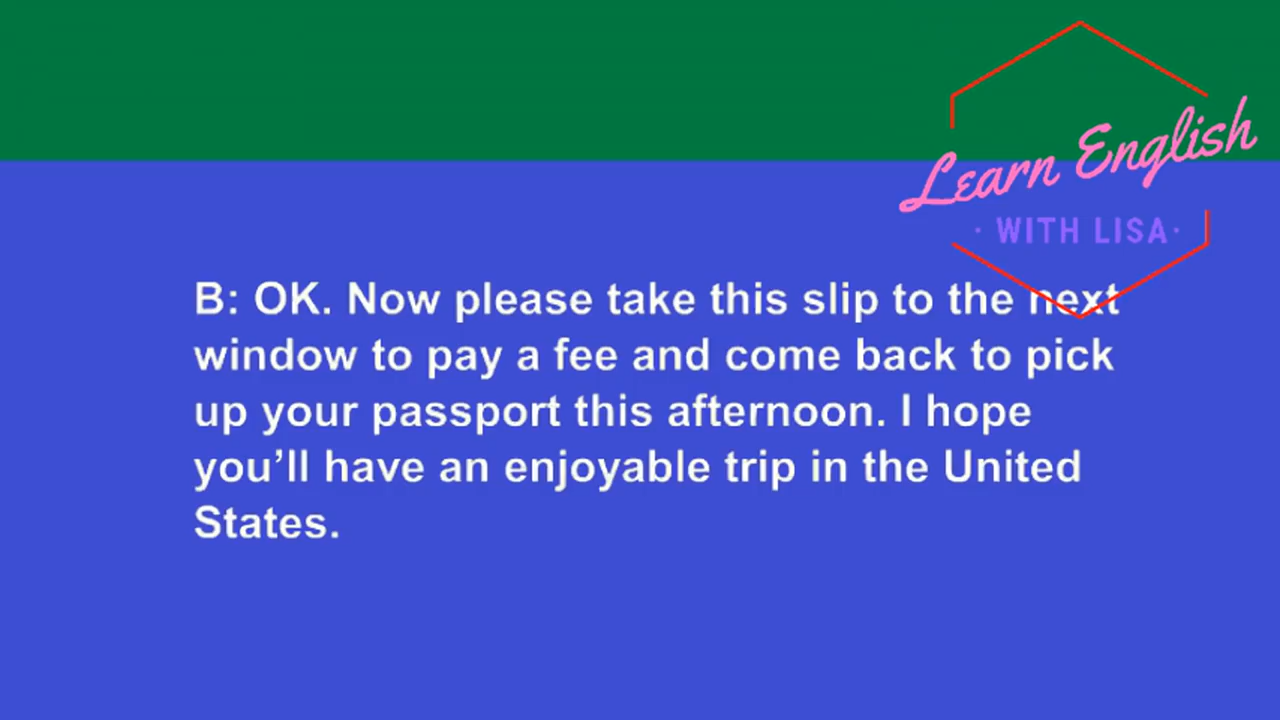 Learn English
· WITH LISA·
B: OK. Now please take this slip to the next
window to pay a fee and come back to pick
up your passport this afternoon. I hope
you’ll have an enjoyable trip in the United
States.